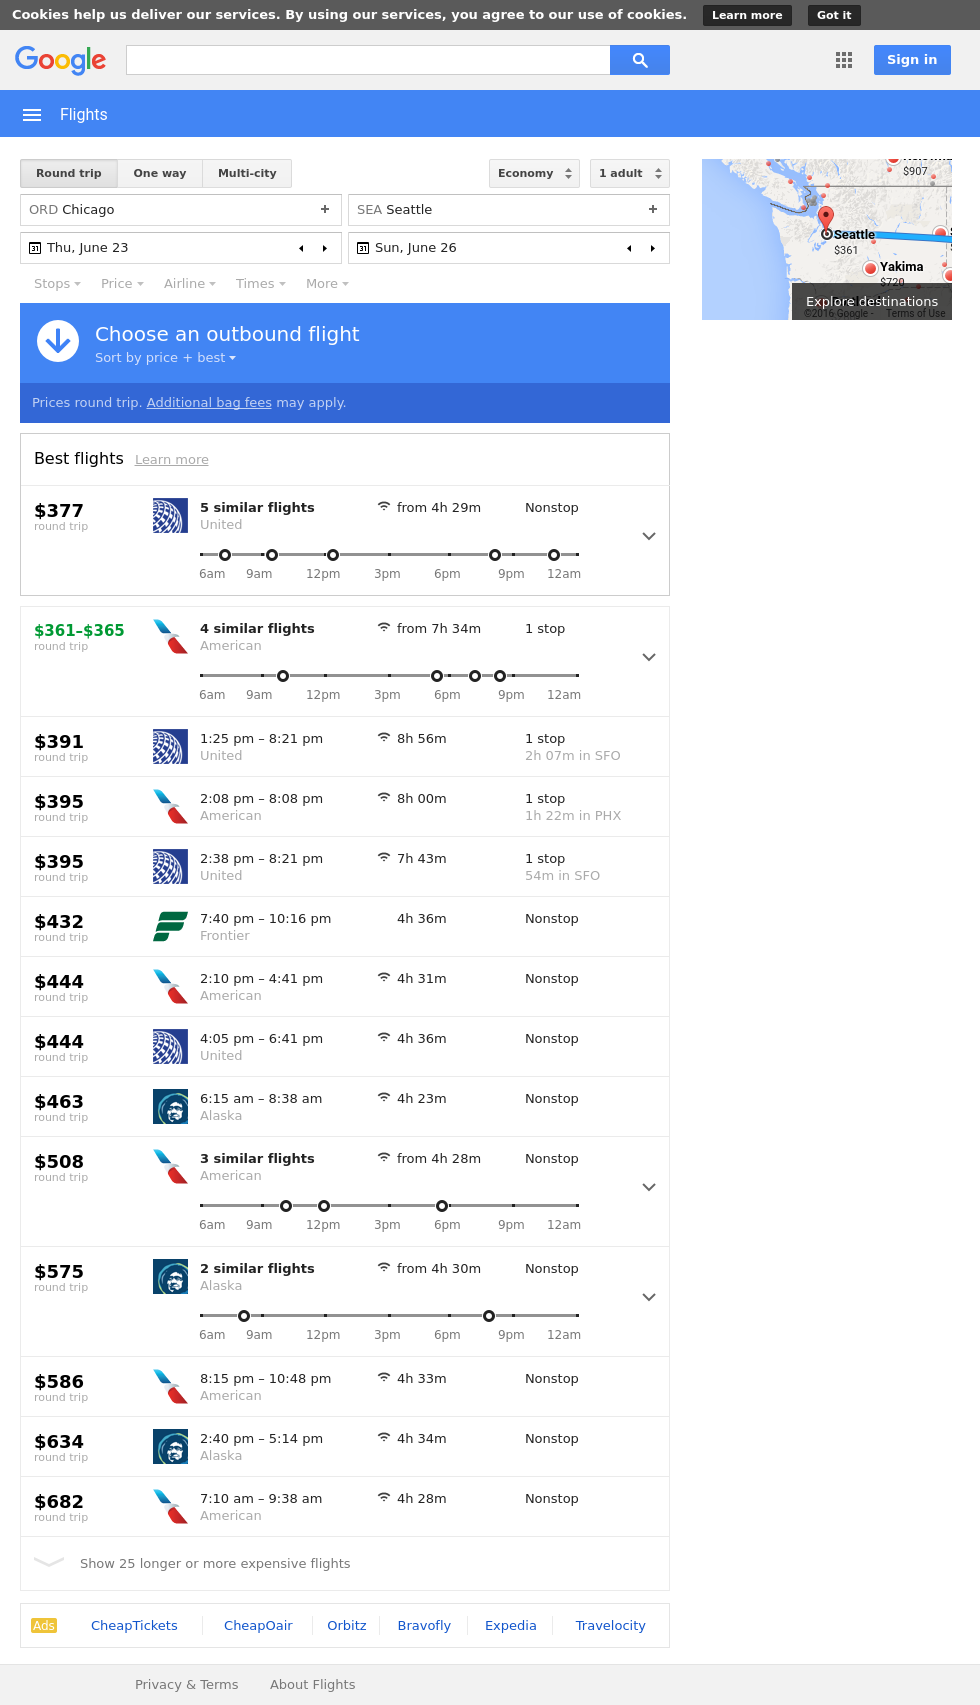 Cookies help us deliver our services. By using our services, you agree to our use of cookies. Learn more Got it
Google
Sign in
Flights
Round trip One way Multi-city Economy 1 adult
ORD Chicago + SEA Seattle +
31 Thu, June 23 31 Sun, June 26
Stops Price Airline Times More
$907
Seattle
$361
Yakima
$720
Explore destinations
©2016 Google - Terms of Use
Choose an outbound flight
Sort by price + best
Prices round trip. Additional bag fees may apply.
Best flights Learn more
$377 5 similar flights from 4h 29m Nonstop
round trip United
6am 9am 12pm 3pm 6pm 9pm 12am
$361–$365 4 similar flights from 7h 34m 1 stop
round trip American
6am 9am 12pm 3pm 6pm 9pm 12am
$391 1:25 pm – 8:21 pm 8h 56m 1 stop
round trip United 2h 07m in SFO
$395 2:08 pm – 8:08 pm 8h 00m 1 stop
round trip American 1h 22m in PHX
$395 2:38 pm – 8:21 pm 7h 43m 1 stop
round trip United 54m in SFO
$432 7:40 pm – 10:16 pm 4h 36m Nonstop
round trip Frontier
$444 2:10 pm – 4:41 pm 4h 31m Nonstop
round trip American
$444 4:05 pm – 6:41 pm 4h 36m Nonstop
round trip United
$463 6:15 am – 8:38 am 4h 23m Nonstop
round trip Alaska
$508 3 similar flights from 4h 28m Nonstop
round trip American
6am 9am 12pm 3pm 6pm 9pm 12am
$575 2 similar flights from 4h 30m Nonstop
round trip Alaska
6am 9am 12pm 3pm 6pm 9pm 12am
$586 8:15 pm – 10:48 pm 4h 33m Nonstop
round trip American
$634 2:40 pm – 5:14 pm 4h 34m Nonstop
round trip Alaska
$682 7:10 am – 9:38 am 4h 28m Nonstop
round trip American
Show 25 longer or more expensive flights
Ads CheapTickets CheapOair Orbitz Bravofly Expedia Travelocity
Privacy & Terms About Flights